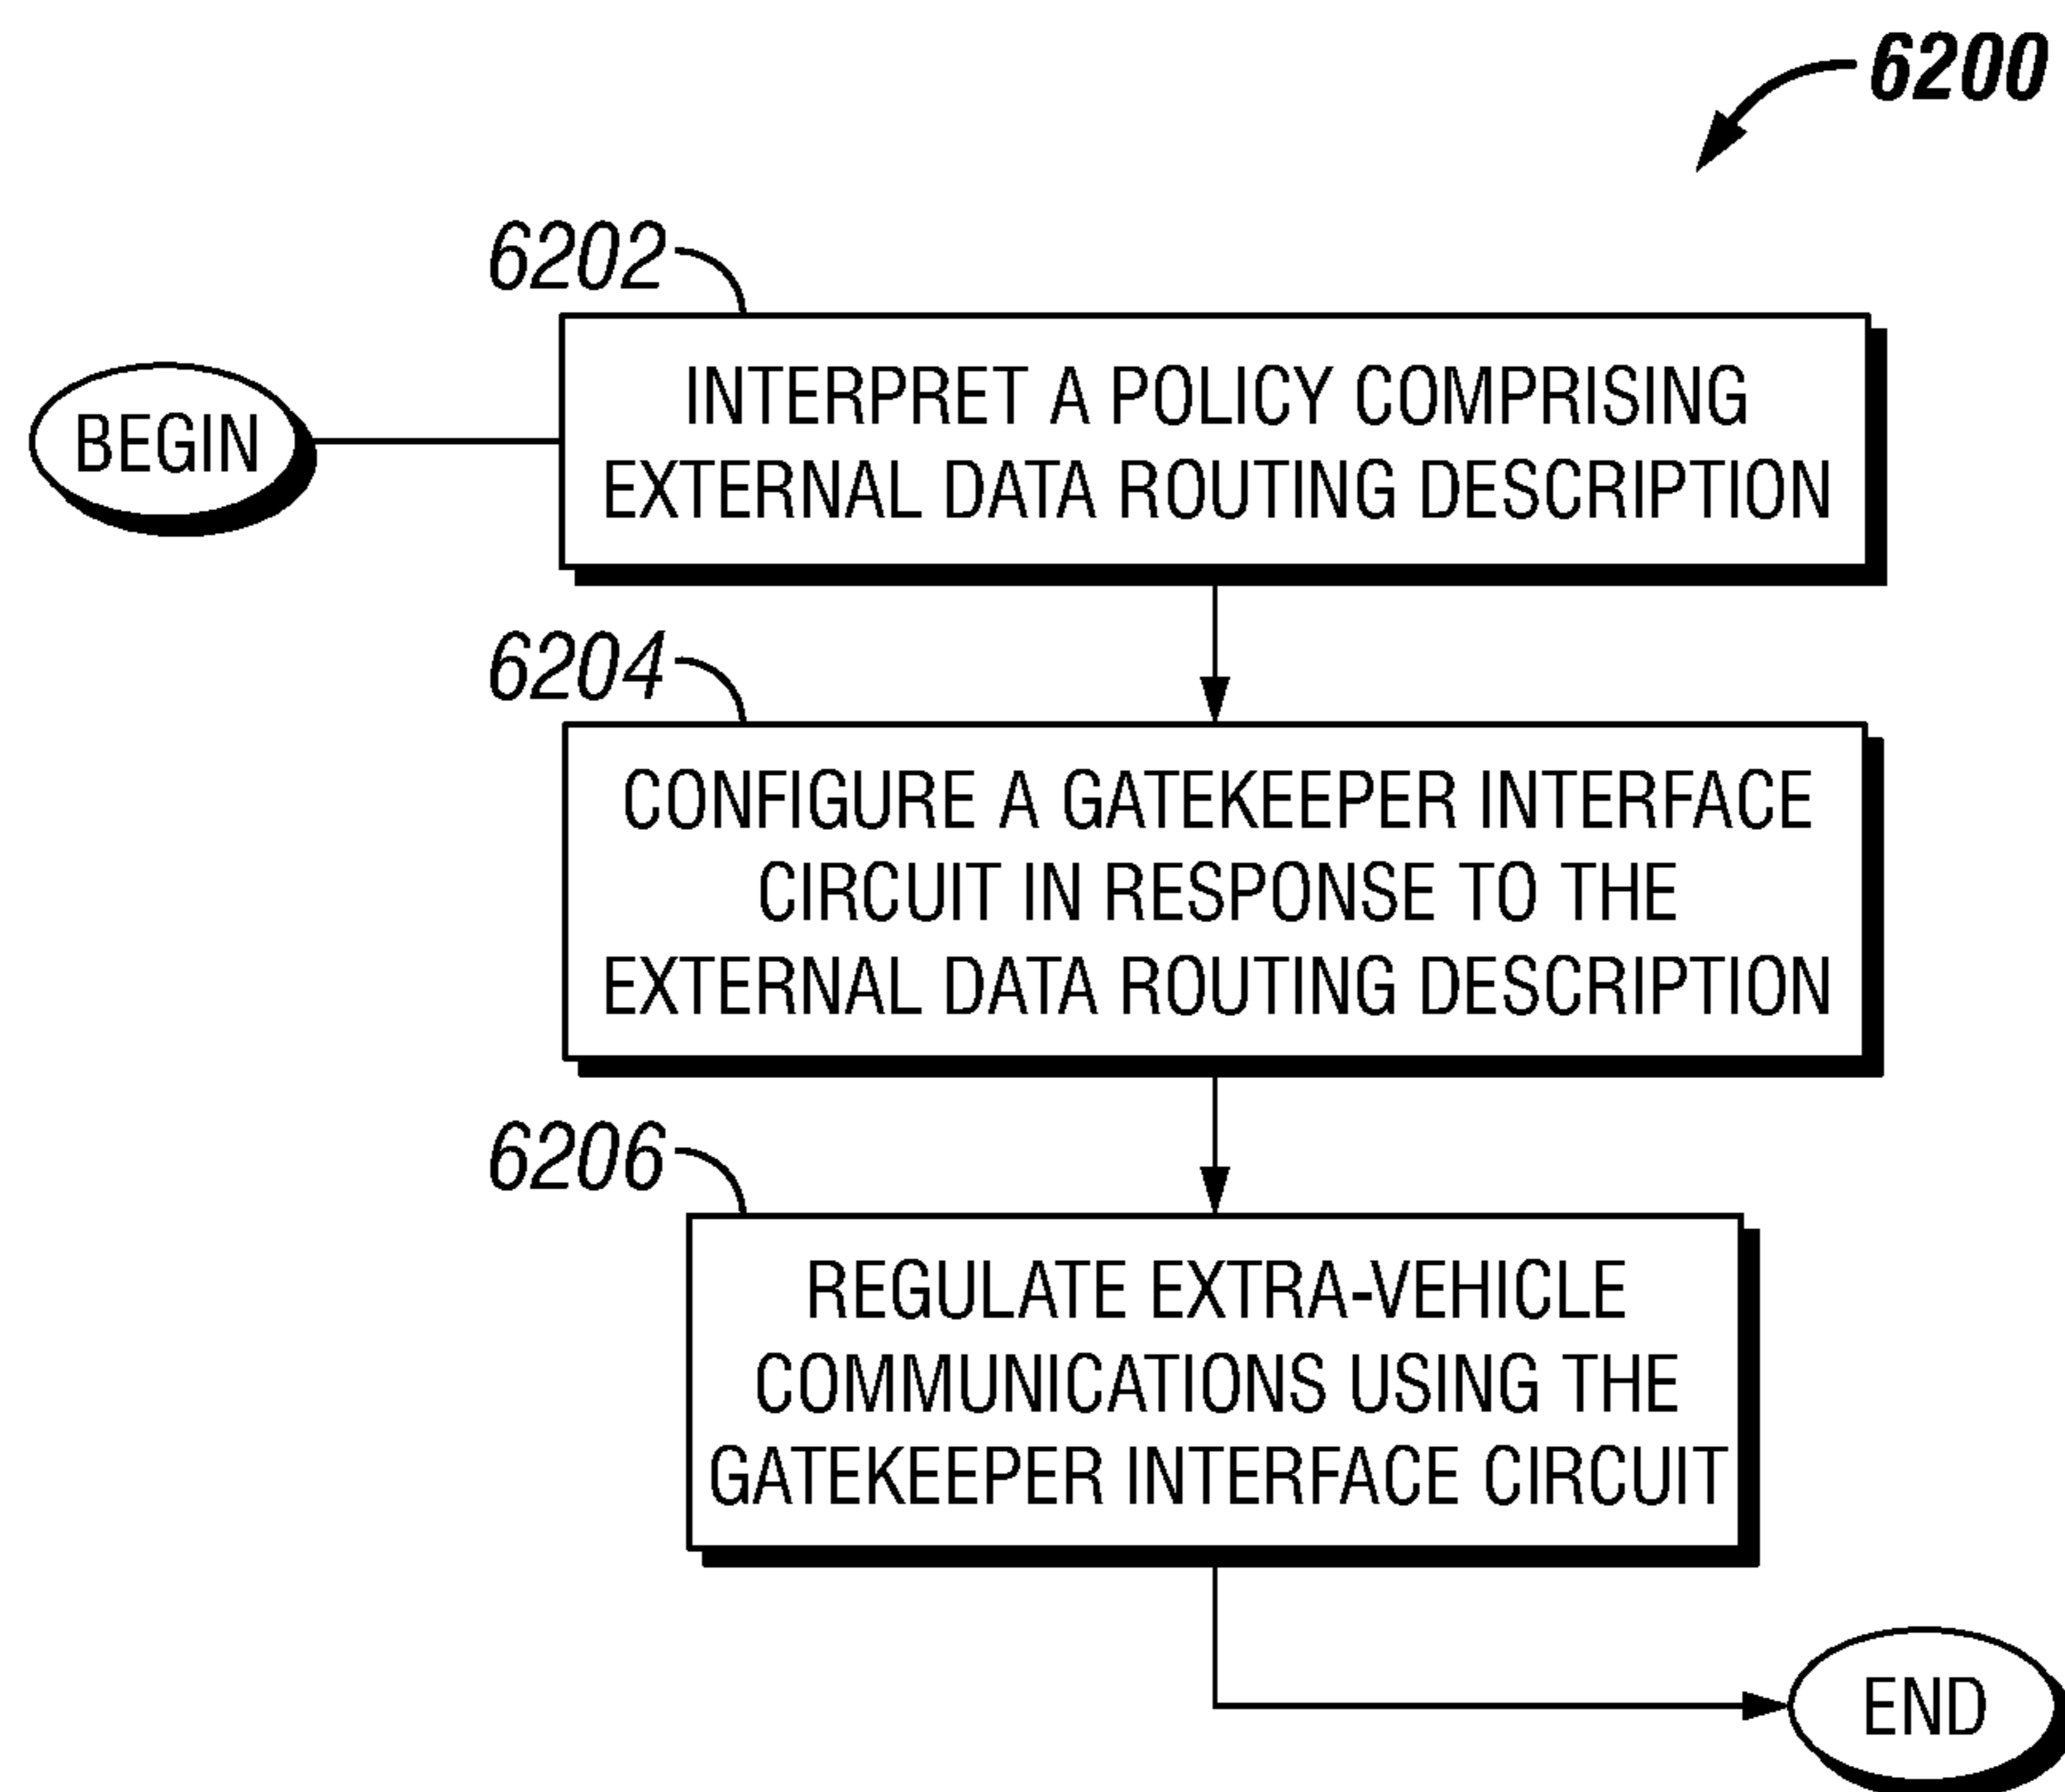 6200
6202
BEGIN
INTERPRET A POLICY COMPRISING
EXTERNAL DATA ROUTING DESCRIPTION
6204
CONFIGURE A GATEKEEPER INTERFACE
CIRCUIT IN RESPONSE TO THE
EXTERNAL DATA ROUTING DESCRIPTION
6206
REGULATE EXTRA-VEHICLE
COMMUNICATIONS USING THE
GATEKEEPER INTERFACE CIRCUIT
END